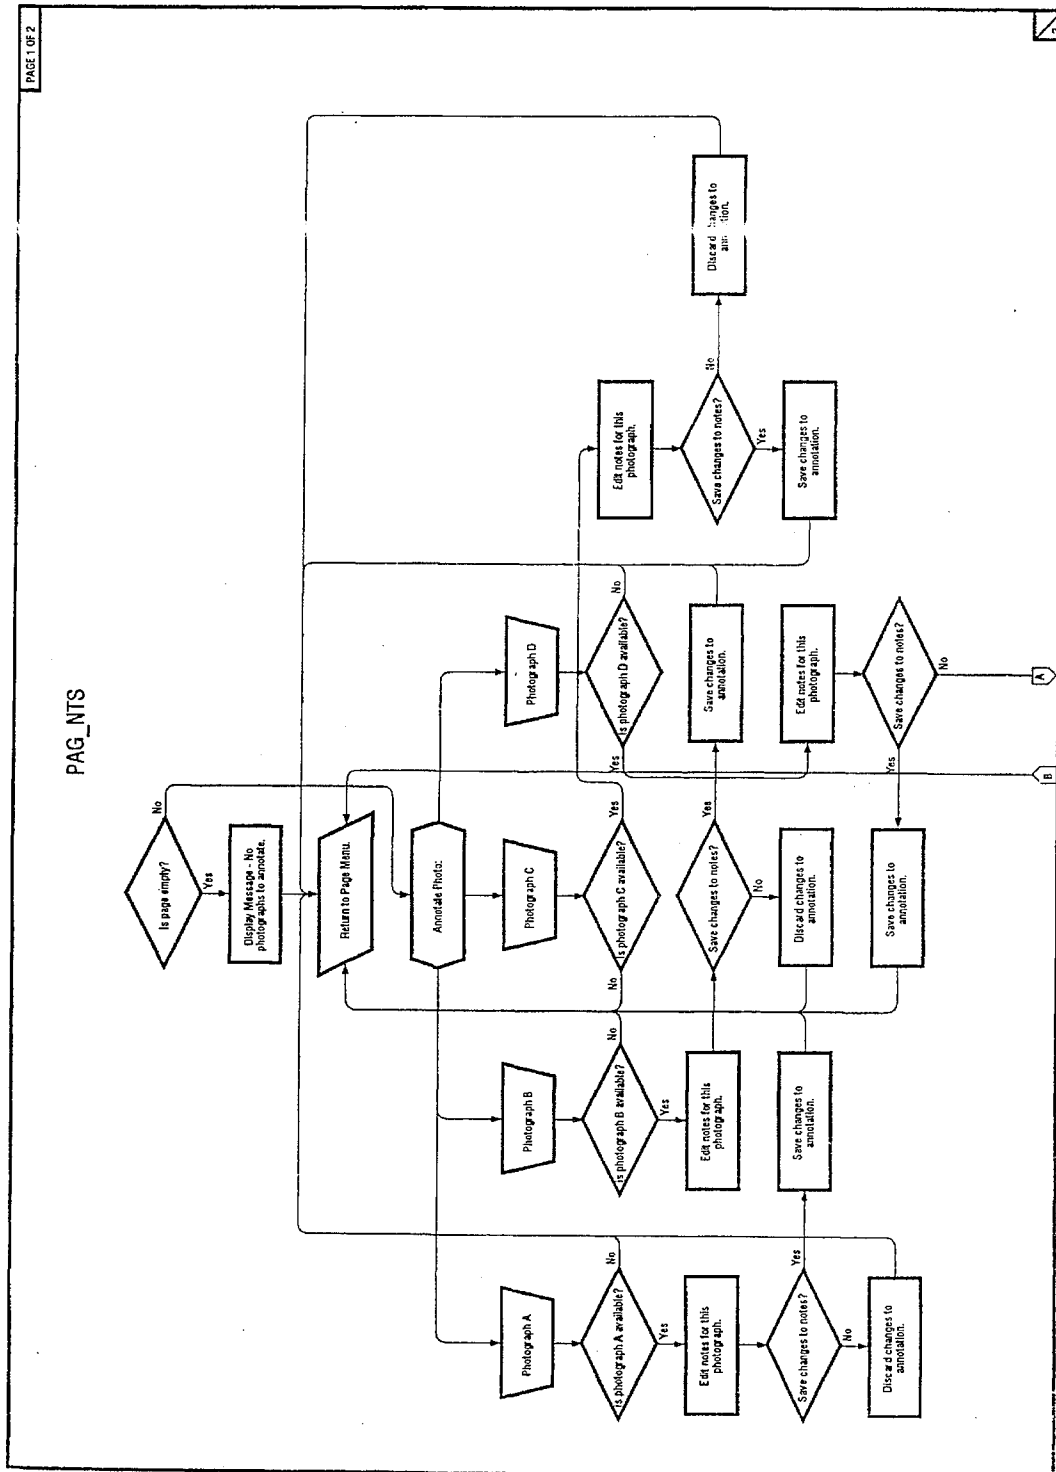 PAGE 1 OF 2
PAG_NTS
Is page empty?
No
Yes
Display Message - No
photographs to annotate.
Return to Page Menu.
Annotate Photo:
Photograph A
Photograph B
Photograph C
Photograph D
Is photograph A available?
No
Yes
Is photograph B available?
No
Yes
Is photograph C available?
No
Yes
Is photograph D available?
Yes
No
Edit notes for this
photograph.
Edit notes for this
photograph.
Save changes to
annotation.
Edit notes for this
photograph.
Save changes to notes?
Yes
No
Save changes to notes?
Yes
No
Save changes to notes?
No
Yes
Discard changes to
Save changes to
annotation.
Discard changes to
annotation.
Edit notes for this
photograph.
Save changes to
annotation.
Discard changes to
annotation.
Save changes to
annotation.
Save changes to notes?
Yes
No
B
A